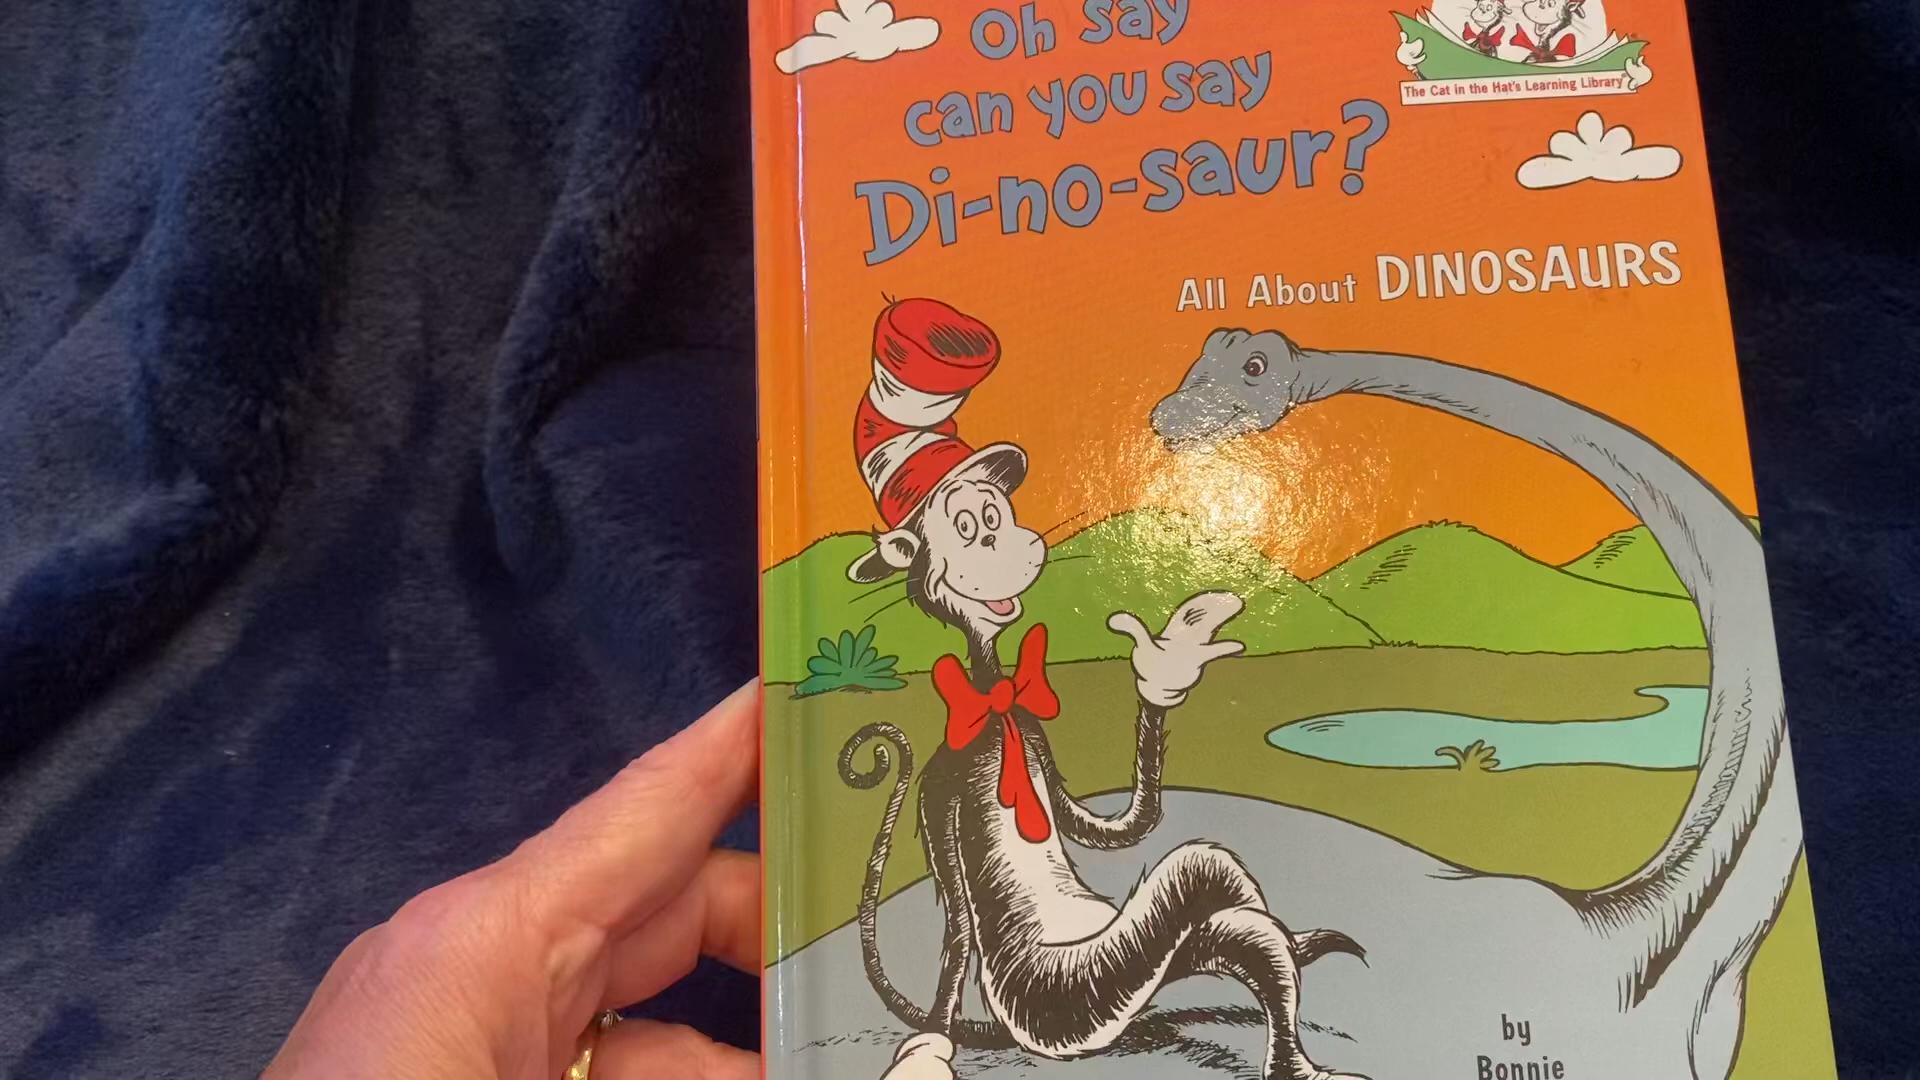 Oh say
can you say
Di-no-saur?
The Cat in the Hat's Learning Library®
All About DINOSAURS
by
Bonnie